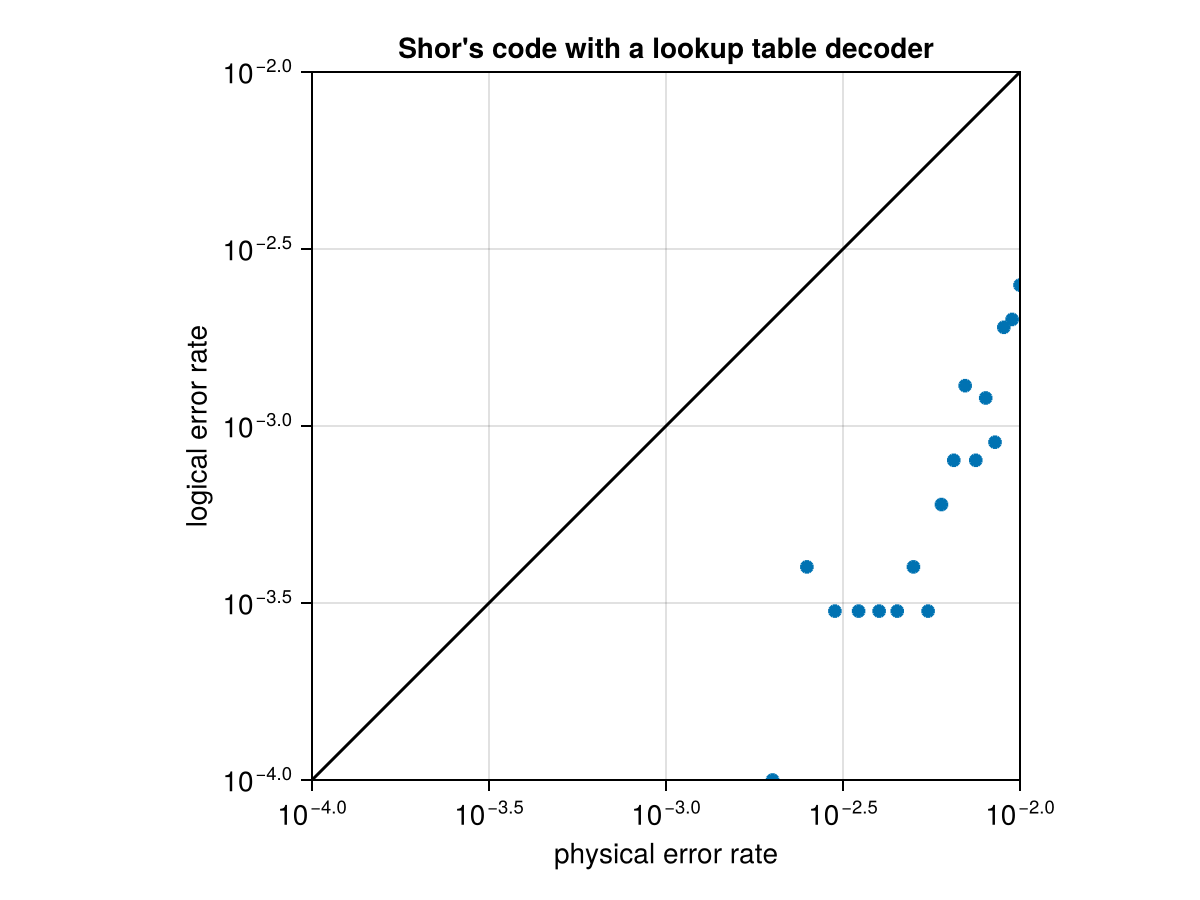 Shor's code with a lookup table decoder
10⁻²·⁰
10⁻²·⁵
10⁻³·⁰
10⁻³·⁵
10⁻⁴·⁰
logical error rate
10⁻⁴·⁰ 10⁻³·⁵ 10⁻³·⁰ 10⁻²·⁵ 10⁻²·⁰
physical error rate